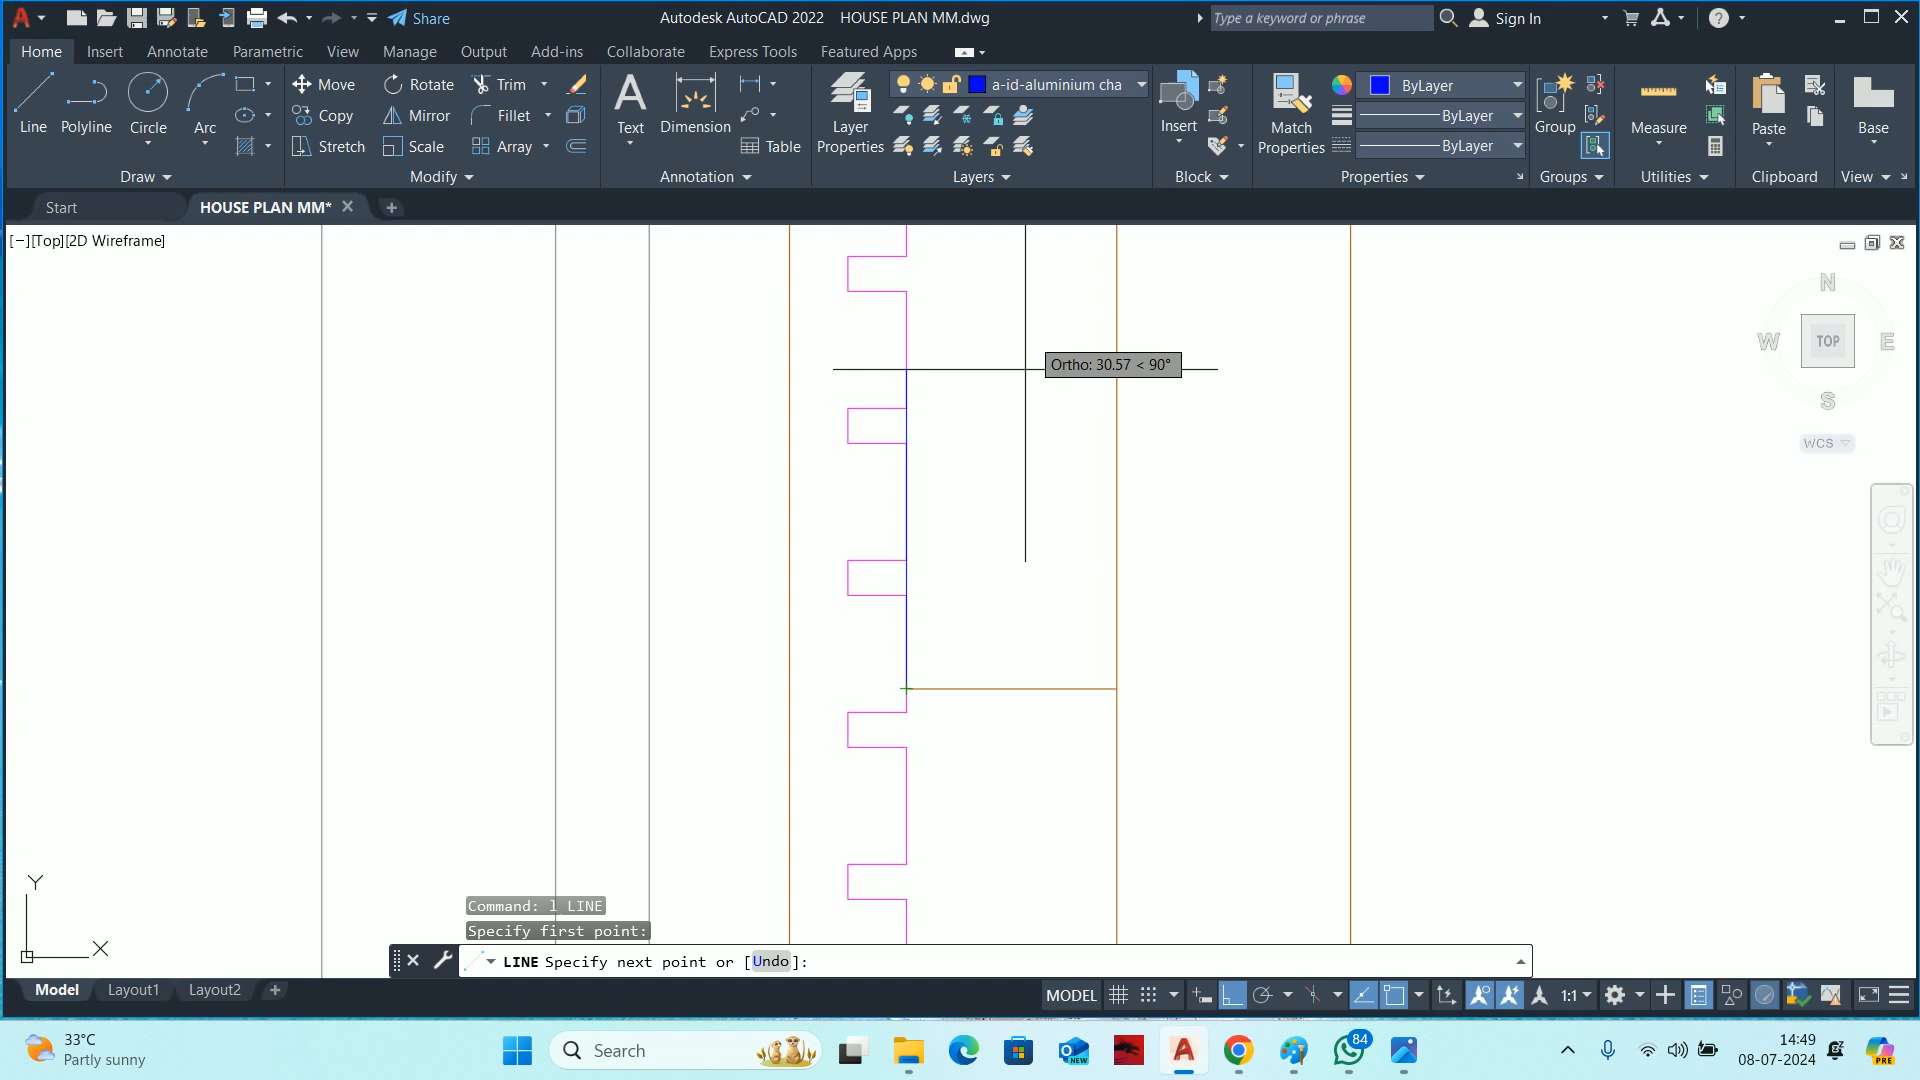 Share
Autodesk AutoCAD 2022 HOUSE PLAN MM.dwg
Type a keyword or phrase
Sign In
Home Insert Annotate Parametric View Manage Output Add-ins Collaborate Express Tools Featured Apps
Line Polyline Circle Arc
Move Rotate Trim
Copy Mirror Fillet
Stretch Scale Array
Text Dimension Table
Layer Properties
a-id-aluminium cha
Insert
Match Properties
ByLayer
ByLayer
ByLayer
Group
Measure
Paste
Base
Draw Modify Annotation Layers Block Properties Groups Utilities Clipboard View
Start HOUSE PLAN MM*
[−][Top][2D Wireframe]
N
W TOP E
S
WCS
Ortho: 30.57 < 90°
Y
X
Command: l LINE
Specify first point:
LINE Specify next point or [Undo]:
Model Layout1 Layout2
MODEL 1:1
33°C
Partly sunny
Search
NEW
84
14:49
08-07-2024
PRE